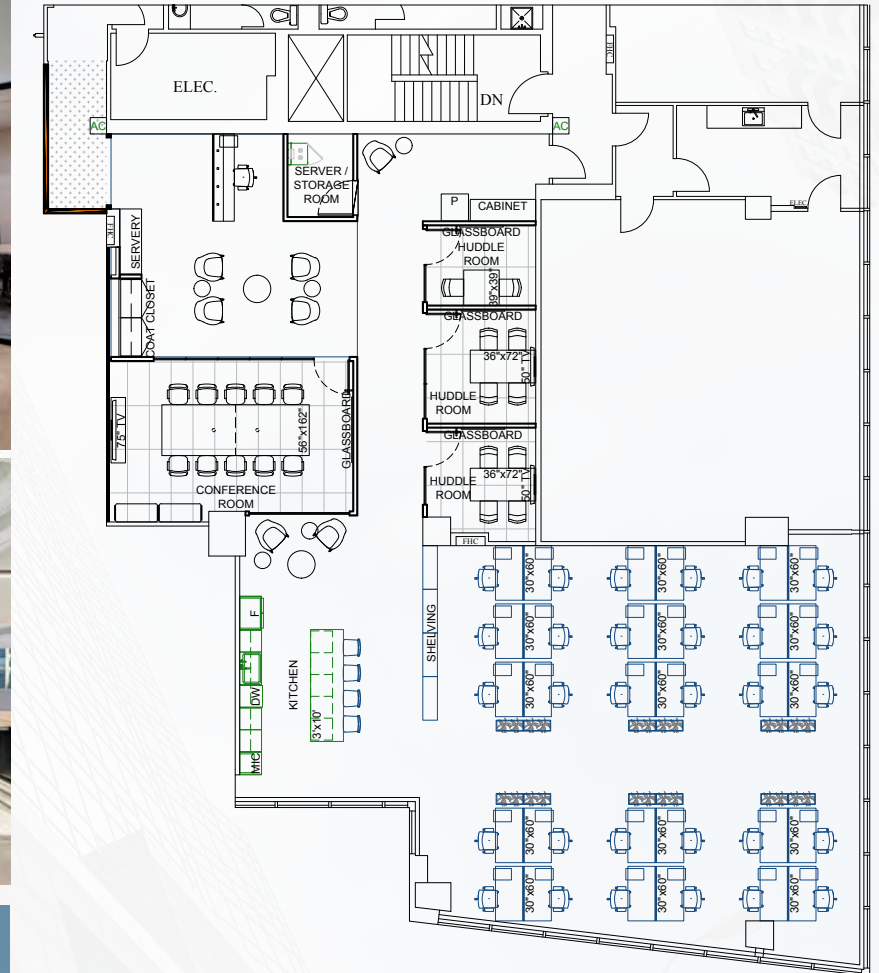 ELEC.
DN
FHC
AC
AC
SERVER /
STORAGE
ROOM
P
CABINET
ELEC
FHC
SERVERY
GLASSBOARD
HUDDLE
ROOM
39"x39"
COAT CLOSET
GLASSBOARD
36"x72"
50" TV
HUDDLE
ROOM
75" TV
56"x162"
GLASSBOARD
GLASSBOARD
36"x72"
50" TV
HUDDLE
ROOM
CONFERENCE
ROOM
FHC
30"x60"
30"x60"
30"x60"
F
SHELVING
30"x60"
30"x60"
30"x60"
KITCHEN
DW
3'x10'
30"x60"
30"x60"
30"x60"
MIC
30"x60"
30"x60"
30"x60"
30"x60"
30"x60"
30"x60"